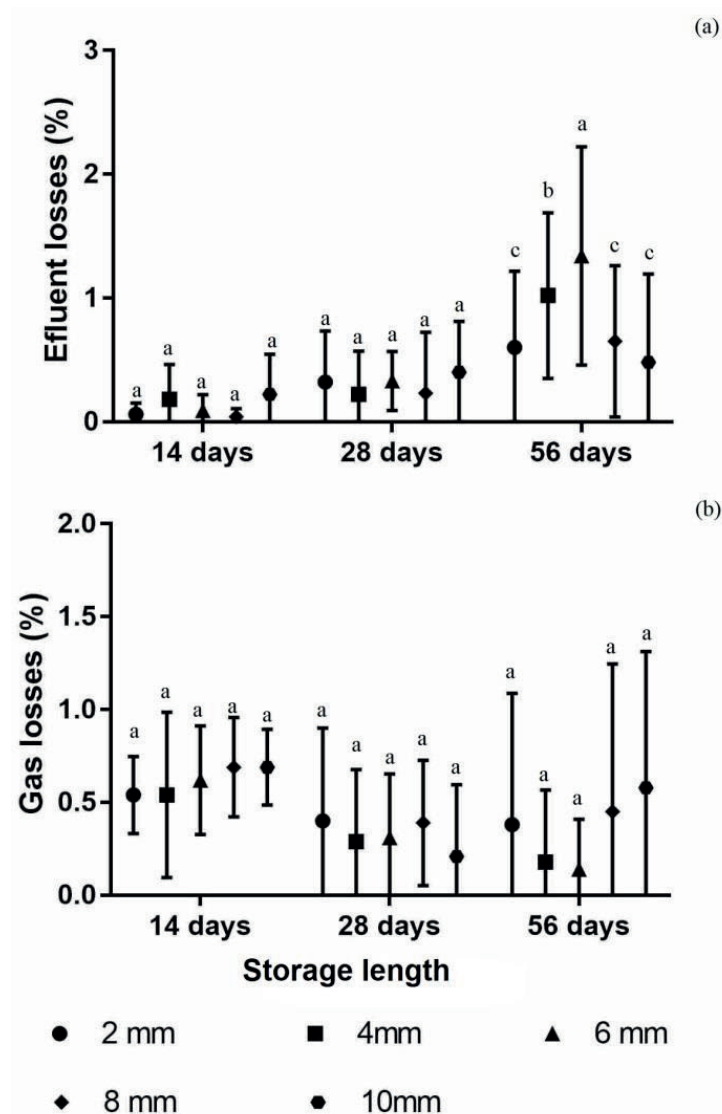 (a)
3
2
1
0
Efluent losses (%)
a a a a a
a a a a a
c b a c c
14 days 28 days 56 days
(b)
2.0
1.5
1.0
0.5
0.0
Gas losses (%)
a a a a a
a a a a a
a a a a a
14 days 28 days 56 days
Storage length
2 mm 4mm 6 mm
8 mm 10mm